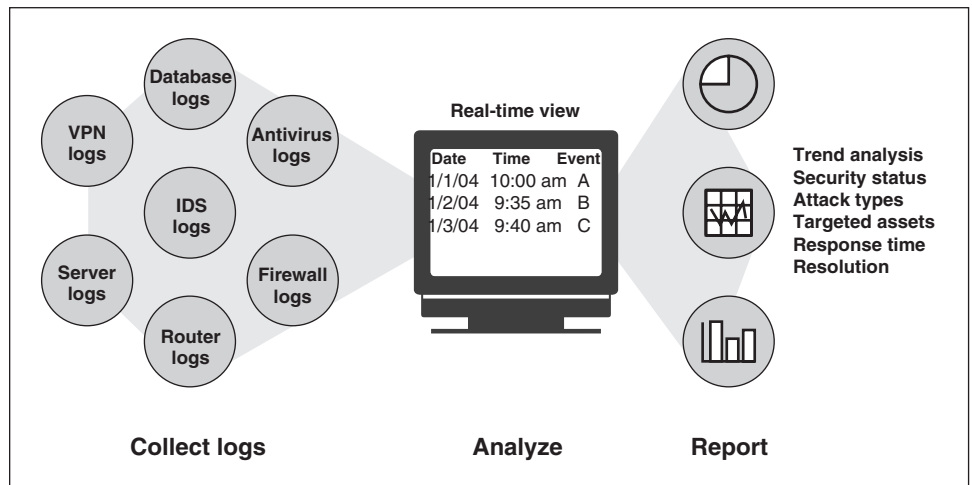 Database
logs
VPN
logs
Antivirus
logs
IDS
logs
Server
logs
Firewall
logs
Router
logs
Collect logs
Real-time view
Date Time Event
1/1/04 10:00 am A
1/2/04 9:35 am B
1/3/04 9:40 am C
Analyze
Trend analysis
Security status
Attack types
Targeted assets
Response time
Resolution
Report